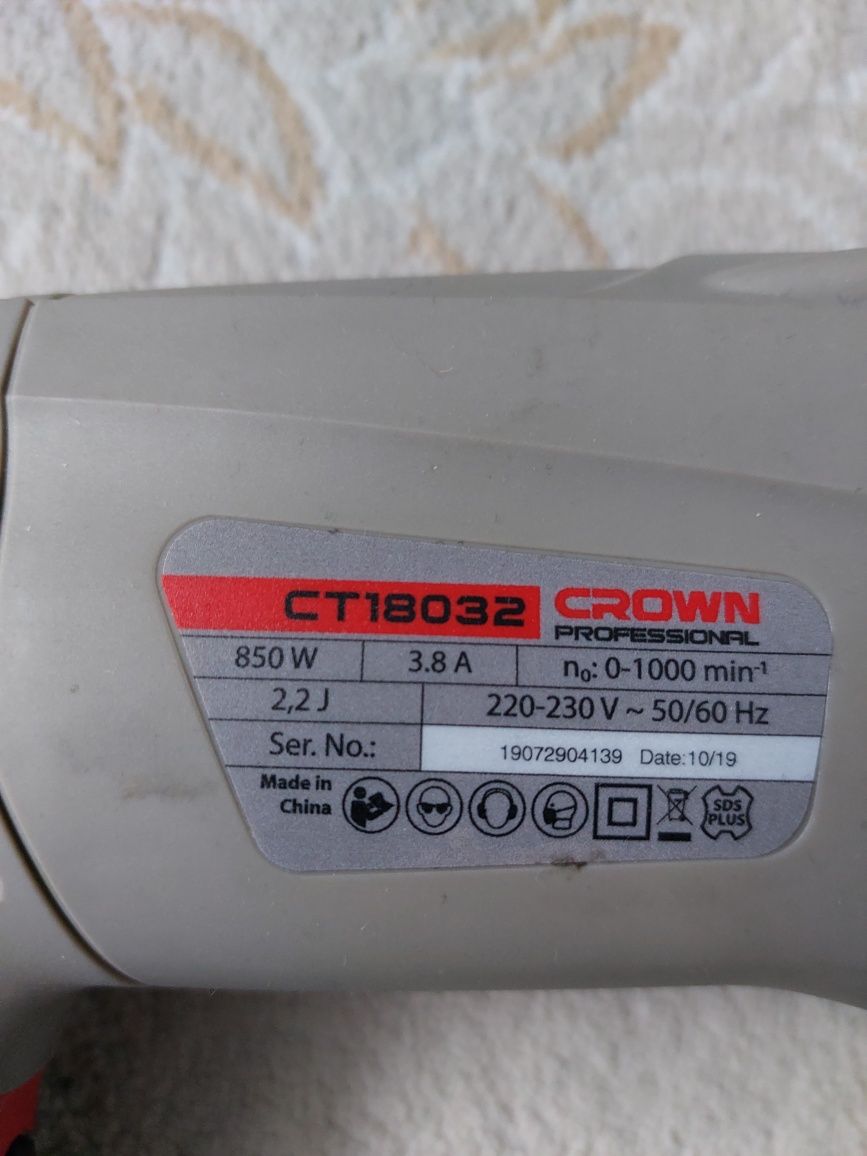 CT18032 CROWN
PROFESSIONAL
850 W 3.8 A n₀: 0-1000 min⁻¹
2,2 J 220-230 V ~ 50/60 Hz
Ser. No.: 19072904139 Date:10/19
Made in
China
SDS
PLUS